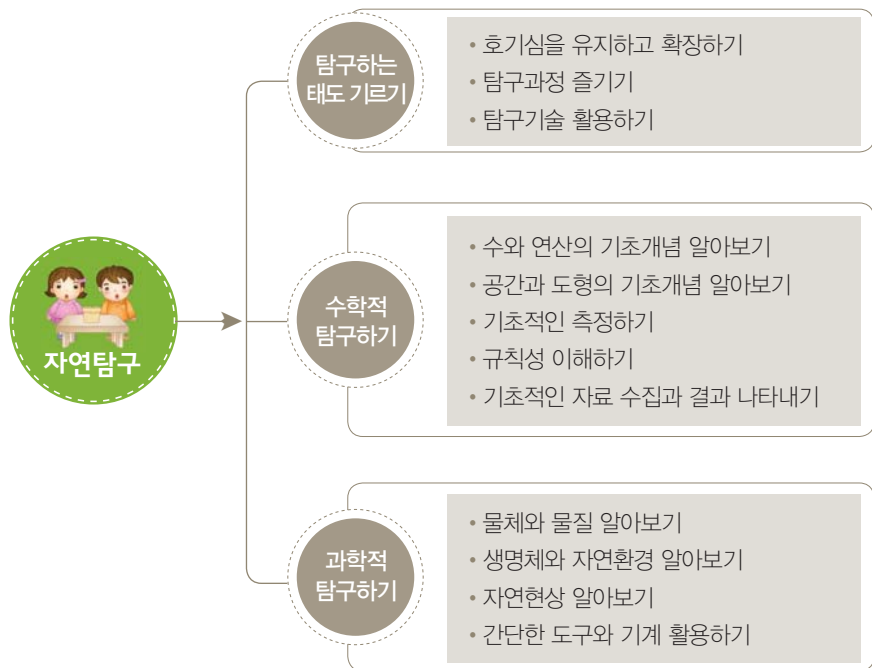 자연탐구
탐구하는
태도 기르기
• 호기심을 유지하고 확장하기
• 탐구과정 즐기기
• 탐구기술 활용하기
수학적
탐구하기
• 수와 연산의 기초개념 알아보기
• 공간과 도형의 기초개념 알아보기
• 기초적인 측정하기
• 규칙성 이해하기
• 기초적인 자료 수집과 결과 나타내기
과학적
탐구하기
• 물체와 물질 알아보기
• 생명체와 자연환경 알아보기
• 자연현상 알아보기
• 간단한 도구와 기계 활용하기